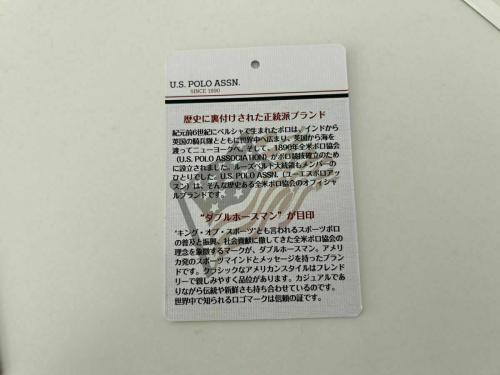 U.S. POLO ASSN.
SINCE 1890
歴史に裏付けされた正統派ブランド
紀元前6世紀にペルシャで生まれたポロは、インドから
英国の騎兵隊とともに世界中へ広まり、英国から海を
渡ってニューヨークへ。そして、1890年全米ポロ協会
(U.S. POLO ASSOCIATION)がポロ競技確立のため
に設立されました。ルーズベルト大統領もメンバーの
ひとりでした。U.S. POLO ASSN.(ユーエスポロアッ
スン)は、そんな歴史ある全米ポロ協会のオフィシャ
ルブランドです。
“ダブルホースマン”が目印
“キング・オブ・スポーツ”とも言われるスポーツポロ
の普及と振興、社会貢献に徹してきた全米ポロ協会の
理念を象徴するマークが、ダブルホースマン。アメリ
カ発のスポーツマインドとメッセージを持ったブラン
ドです。クラシックなアメリカンスタイルはフレンド
リーで親しみやすく品位があります。カジュアルであ
りながら伝統や新鮮さも持ち合わせているのです。
世界中で知られるロゴマークは信頼の証です。